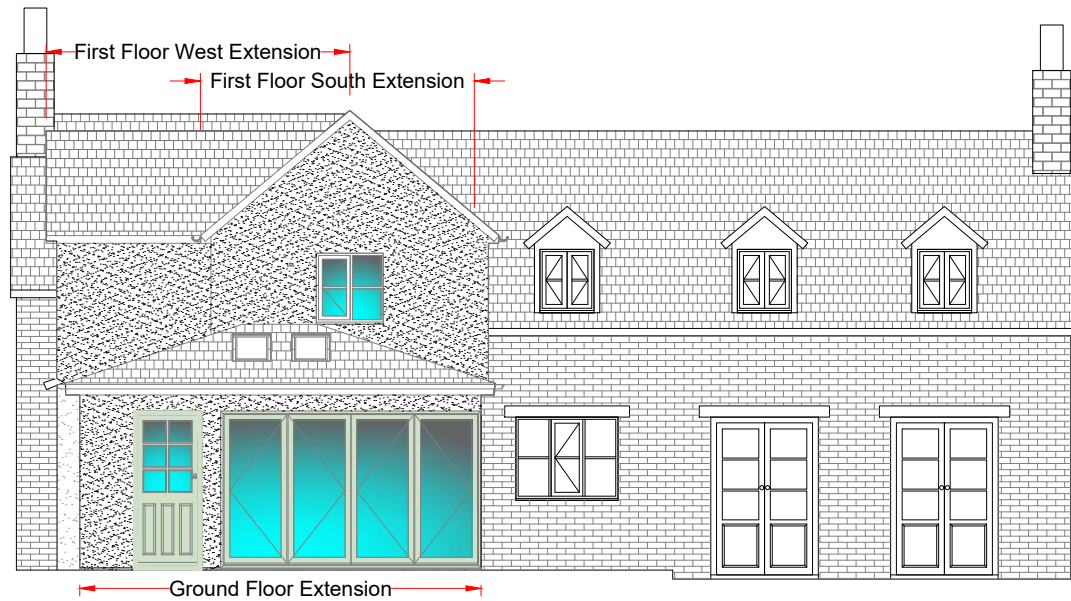 First Floor West Extension
First Floor South Extension
Ground Floor Extension